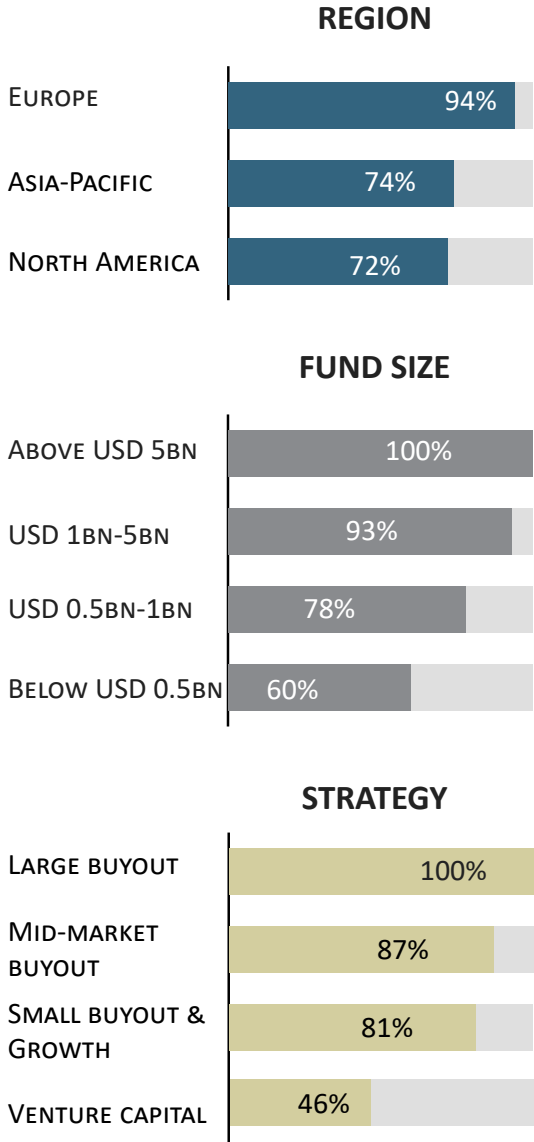 REGION
EUROPE 94%
ASIA-PACIFIC 74%
NORTH AMERICA 72%
FUND SIZE
ABOVE USD 5BN 100%
USD 1BN-5BN 93%
USD 0.5BN-1BN 78%
BELOW USD 0.5BN 60%
STRATEGY
LARGE BUYOUT 100%
MID-MARKET
BUYOUT 87%
SMALL BUYOUT &
GROWTH 81%
VENTURE CAPITAL 46%